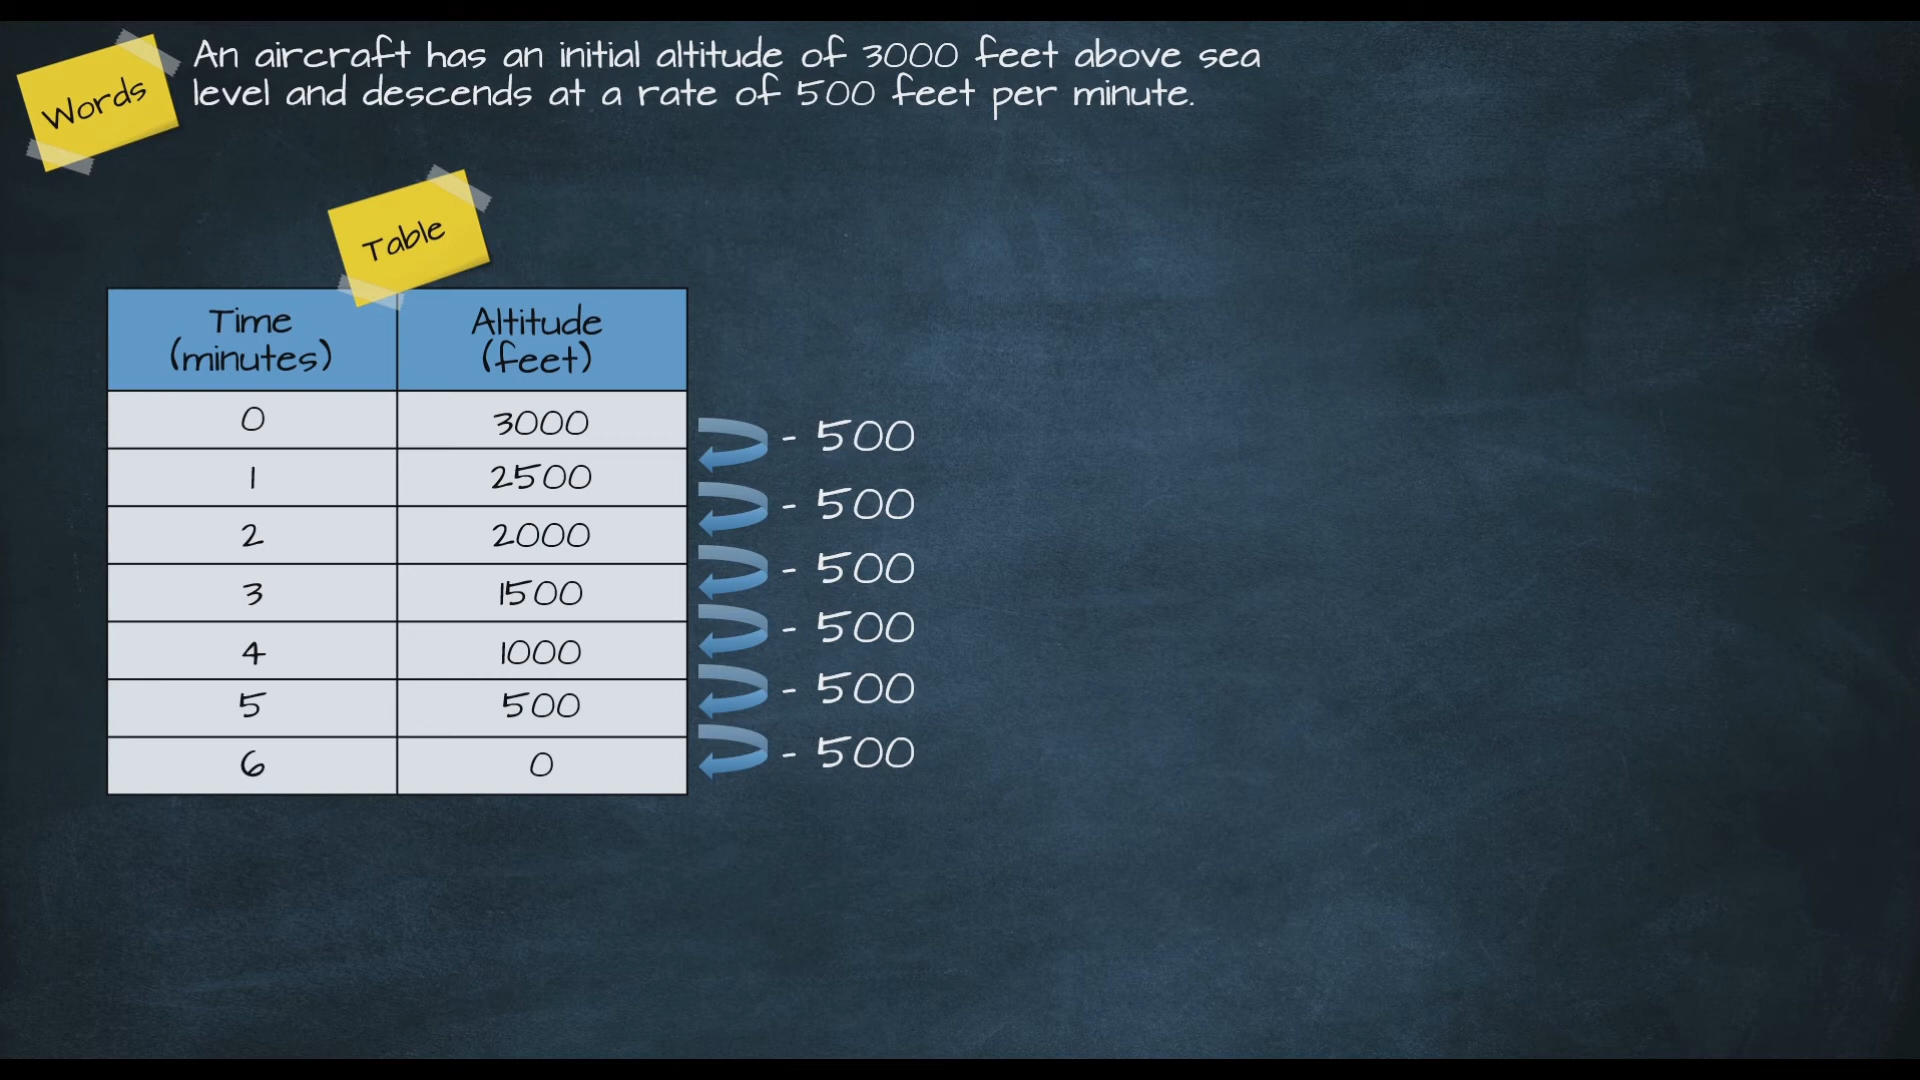 Words
An aircraft has an initial altitude of 3000 feet above sea
level and descends at a rate of 500 feet per minute.
Table
Time
(minutes)
Altitude
(feet)
0 3000
1 2500
2 2000
3 1500
4 1000
5 500
6 0
- 500
- 500
- 500
- 500
- 500
- 500